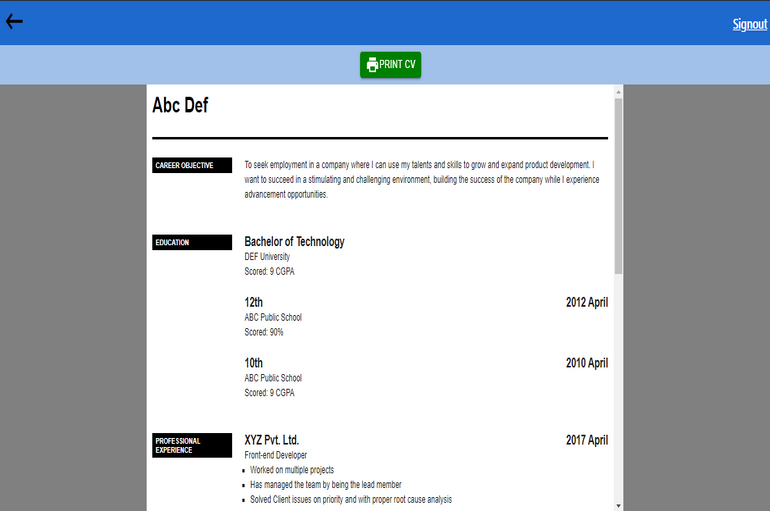 Signout
PRINT CV
Abc Def
CAREER OBJECTIVE
To seek employment in a company where I can use my talents and skills to grow and expand product development. I
want to succeed in a stimulating and challenging environment, building the success of the company while I experience
advancement opportunities.
EDUCATION
Bachelor of Technology
DEF University
Scored: 9 CGPA
12th 2012 April
ABC Public School
Scored: 90%
10th 2010 April
ABC Public School
Scored: 9 CGPA
PROFESSIONAL
EXPERIENCE
XYZ Pvt. Ltd. 2017 April
Front-end Developer
Worked on multiple projects
Has managed the team by being the lead member
Solved Client issues on priority and with proper root cause analysis